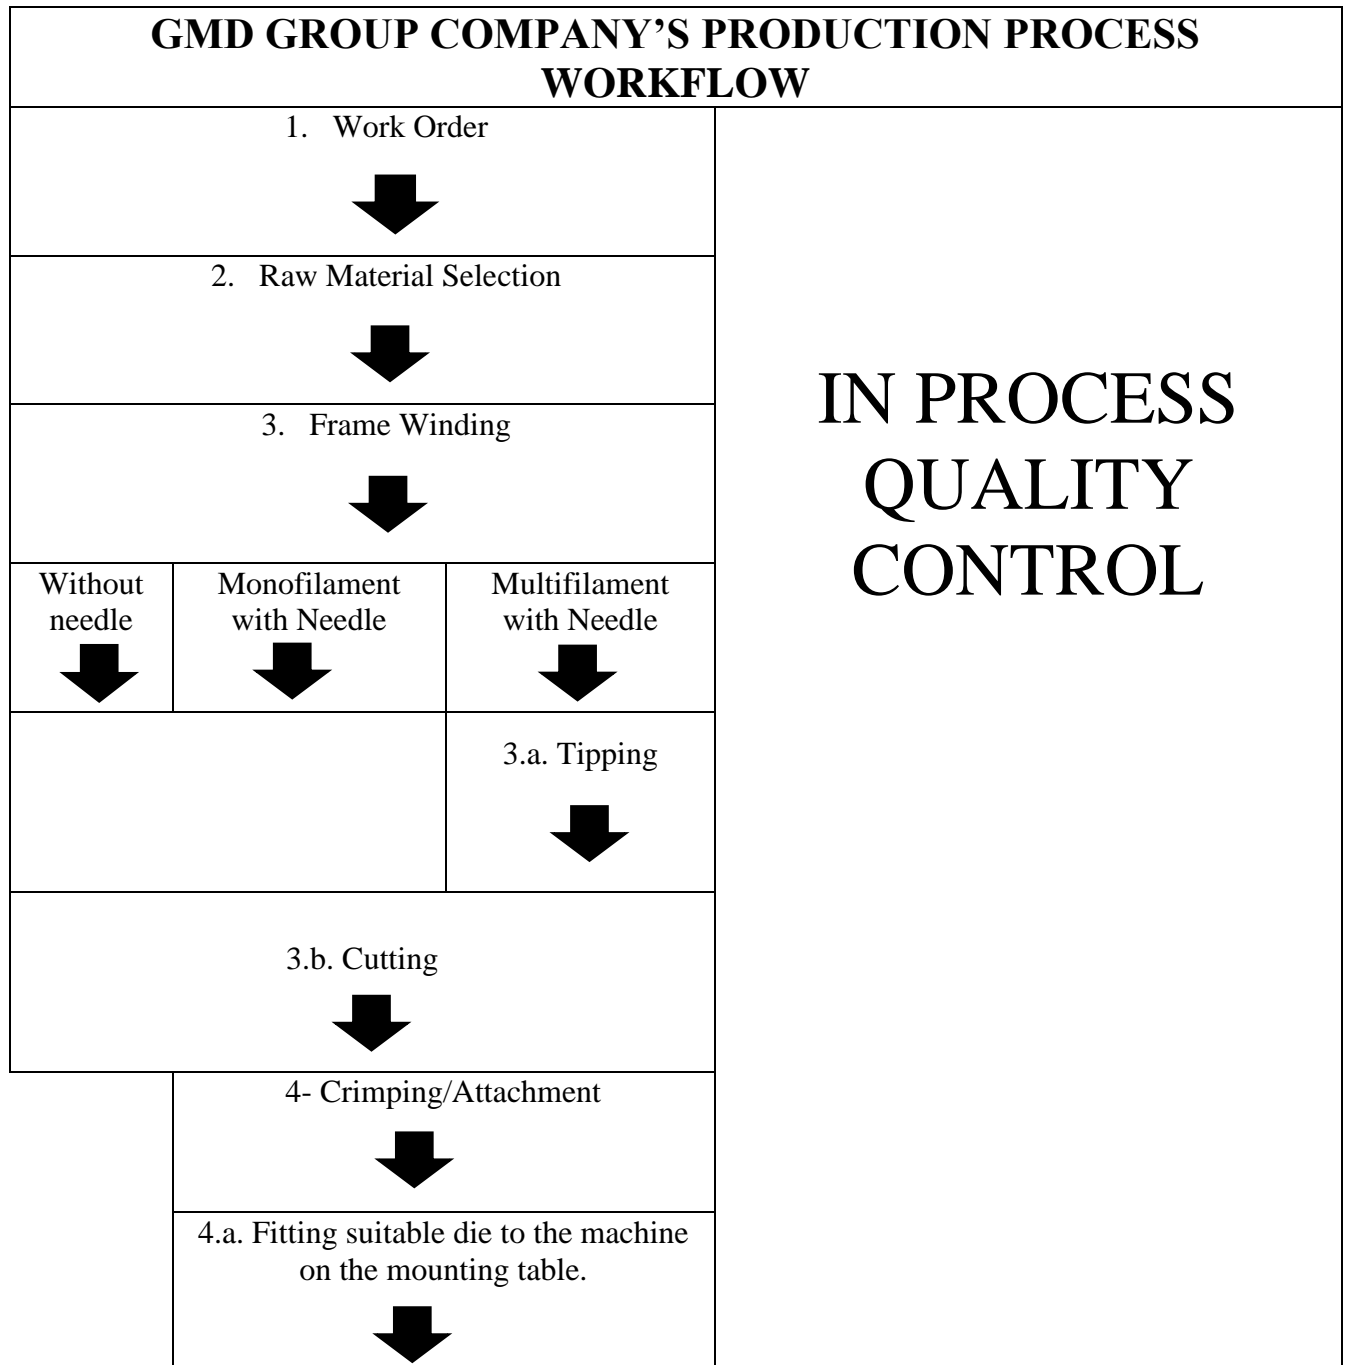 GMD GROUP COMPANY’S PRODUCTION PROCESS
WORKFLOW
1. Work Order
2. Raw Material Selection
3. Frame Winding
Without
needle
Monofilament
with Needle
Multifilament
with Needle
3.a. Tipping
3.b. Cutting
4- Crimping/Attachment
4.a. Fitting suitable die to the machine
on the mounting table.
IN PROCESS
QUALITY
CONTROL